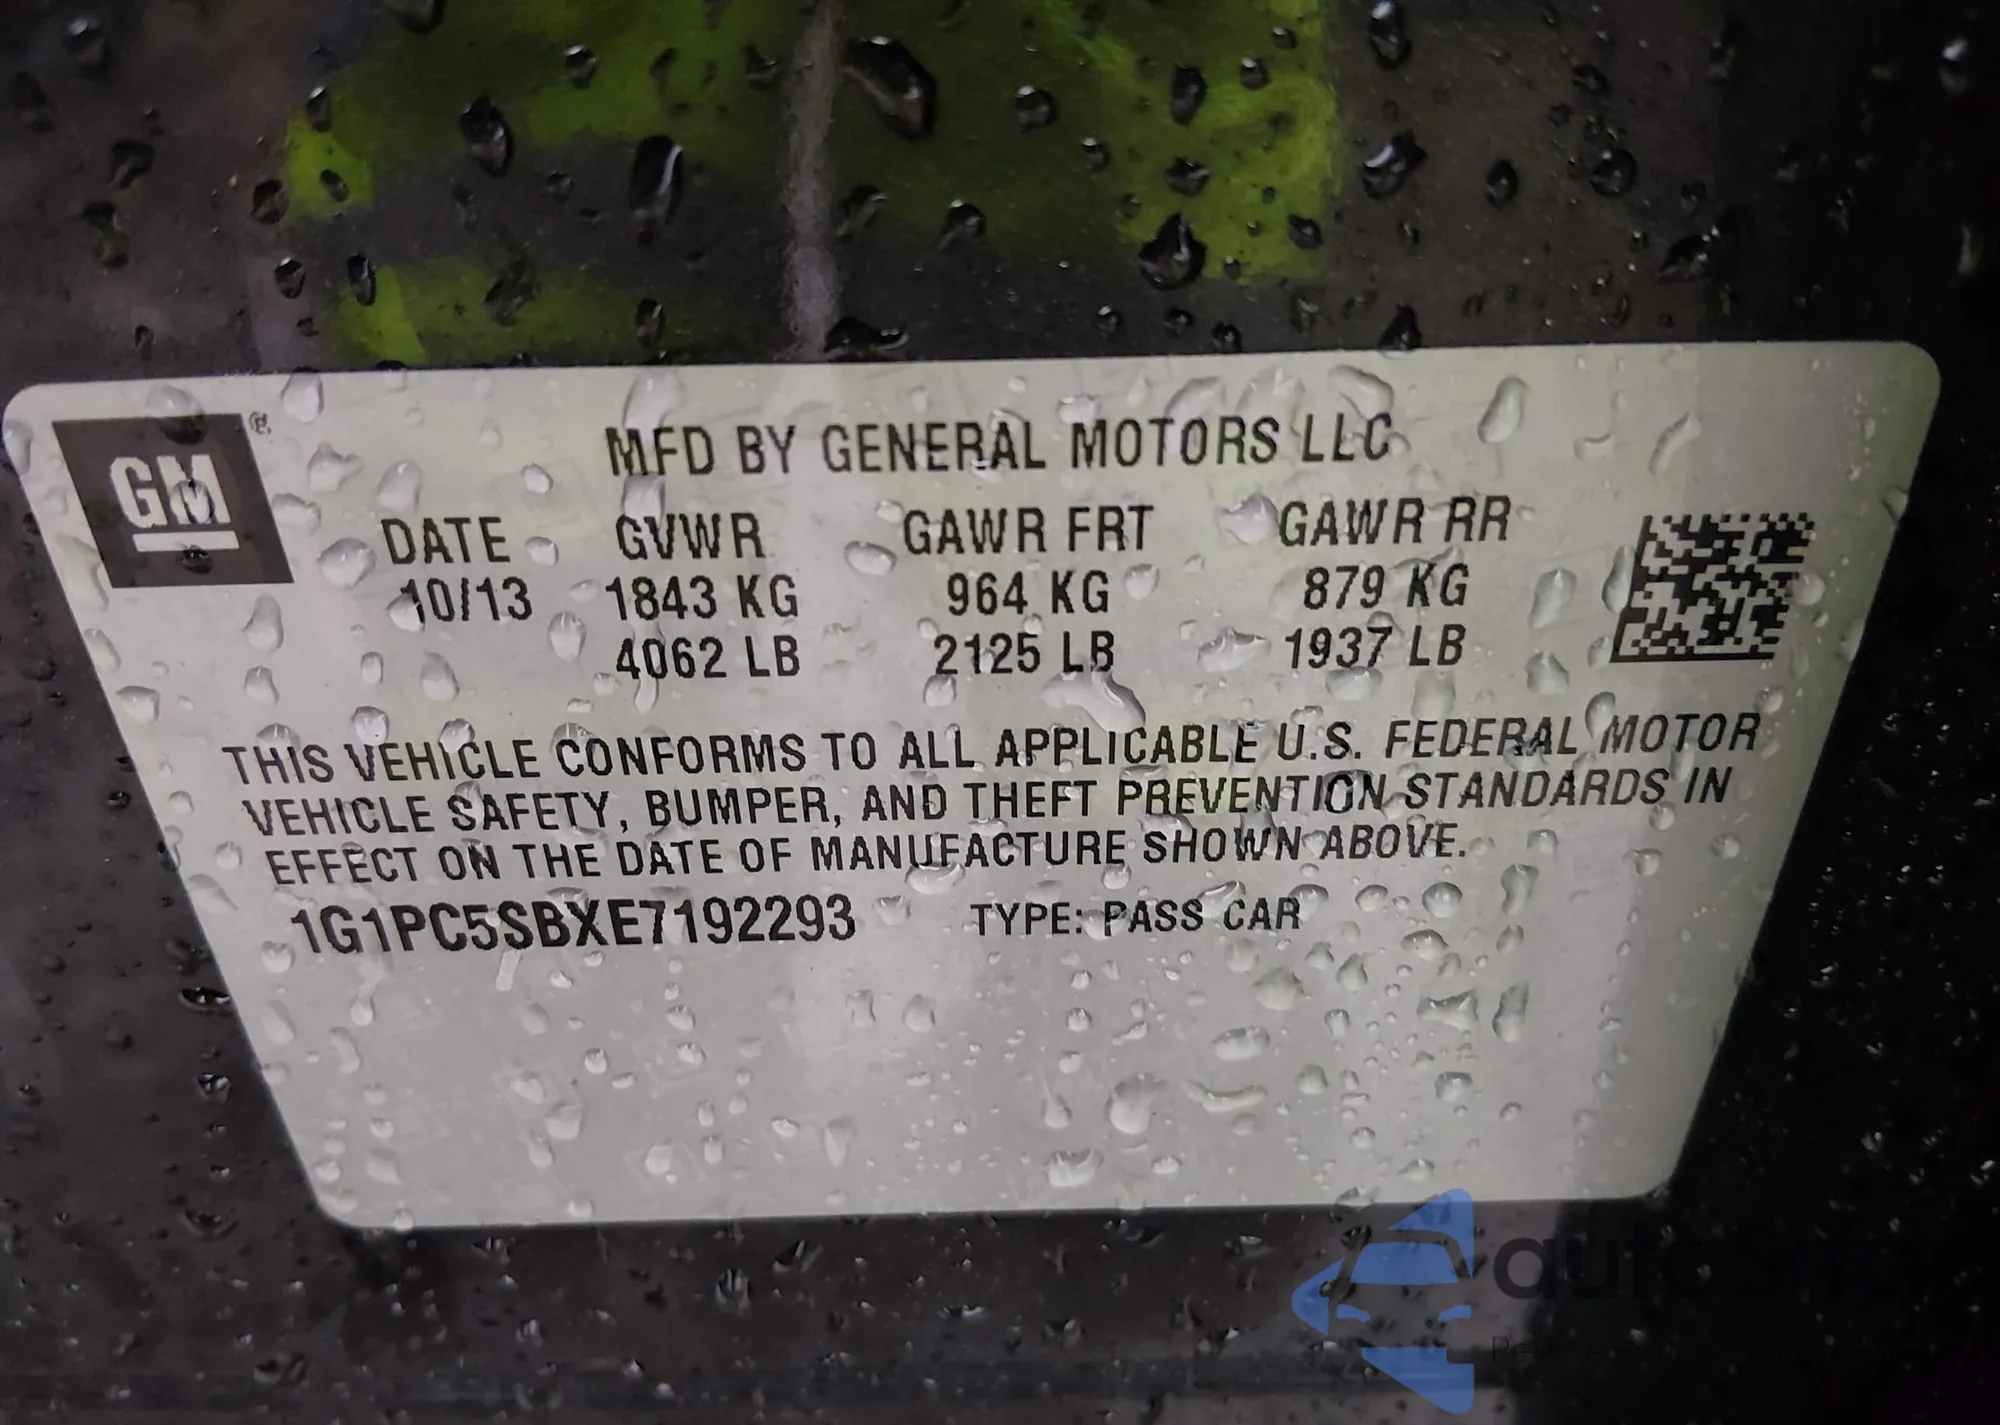 GM ®
MFD BY GENERAL MOTORS LLC
DATE GVWR GAWR FRT GAWR RR
10/13 1843 KG 964 KG 879 KG
4062 LB 2125 LB 1937 LB
THIS VEHICLE CONFORMS TO ALL APPLICABLE U.S. FEDERAL MOTOR
VEHICLE SAFETY, BUMPER, AND THEFT PREVENTION STANDARDS IN
EFFECT ON THE DATE OF MANUFACTURE SHOWN ABOVE.
1G1PC5SBXE7192293 TYPE: PASS CAR